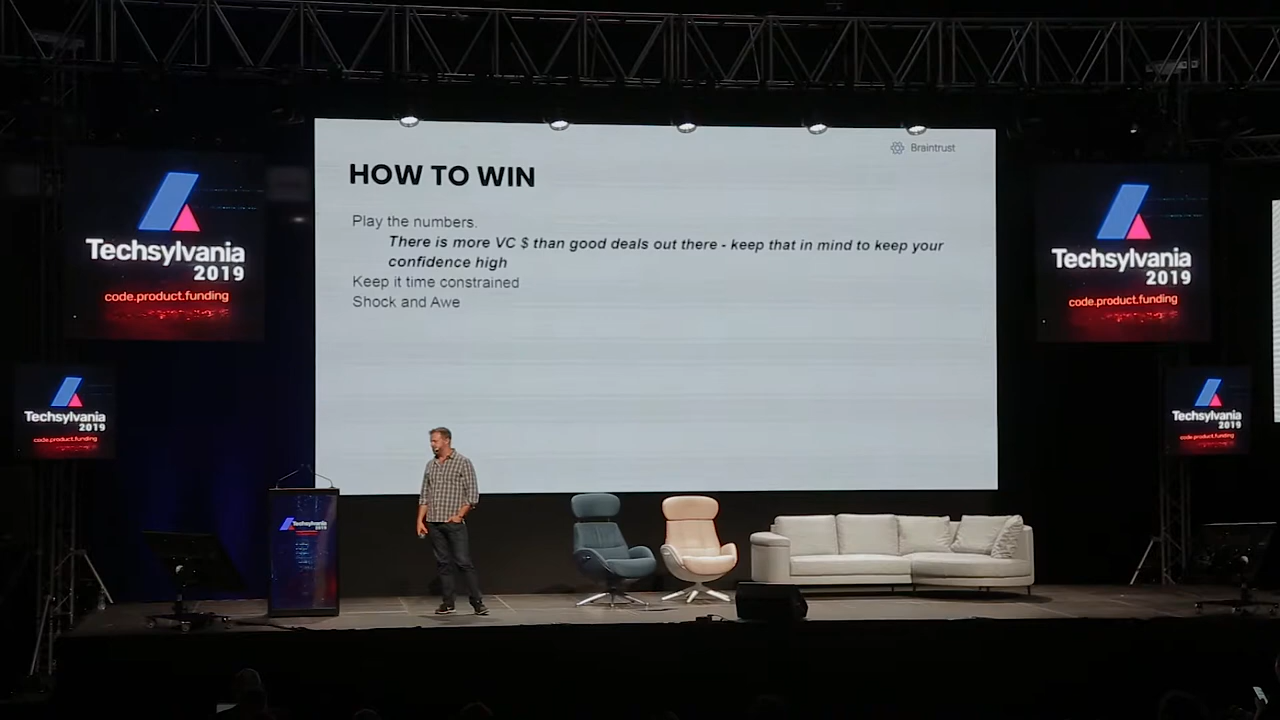 Braintrust
HOW TO WIN
Play the numbers.
There is more VC $ than good deals out there - keep that in mind to keep your
confidence high
Keep it time constrained
Shock and Awe
Techsylvania
2019
code.product.funding
Techsylvania
2019
code.product.funding
Techsylvania
2019
code.product.funding
Techsylvania
2019
code.product.funding
Techsylvania
2019